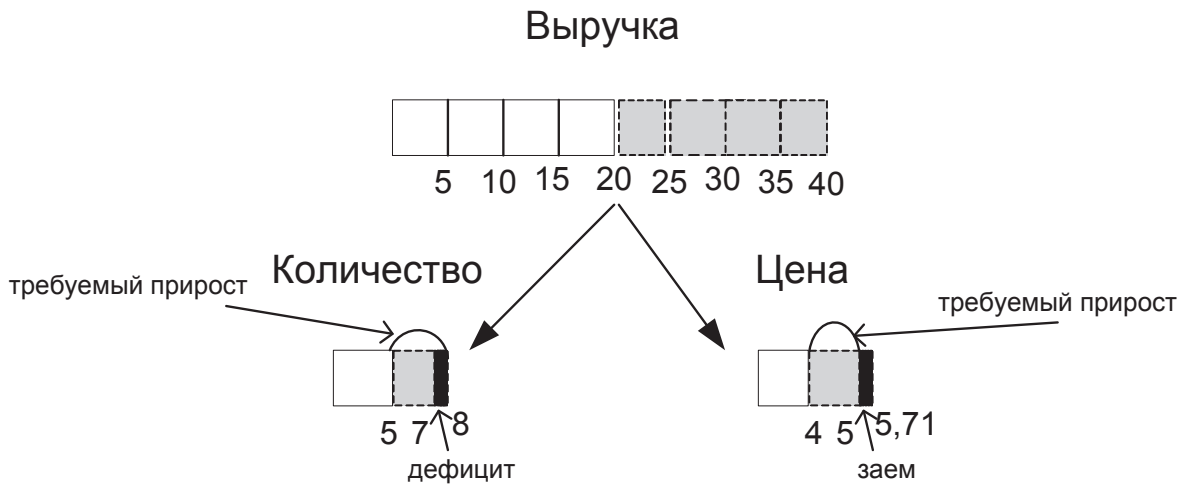 Выручка
5 10 15 20 25 30 35 40
Количество
Цена
требуемый прирост
требуемый прирост
5 7 8
4 5 5,71
дефицит
заем